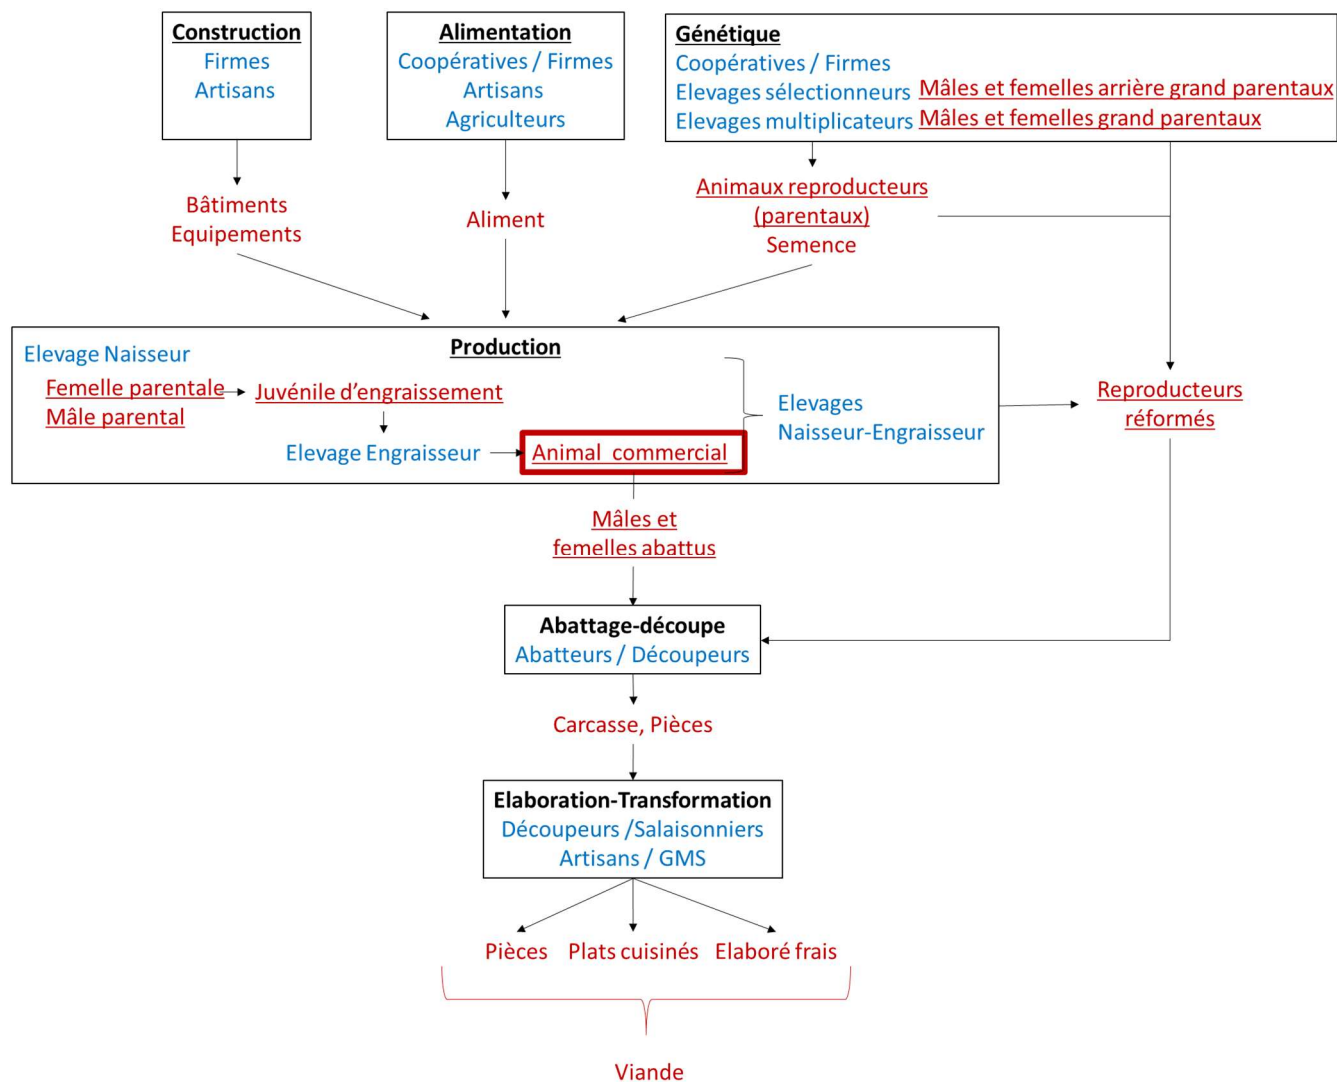 Construction
Firmes
Artisans
Alimentation
Coopératives / Firmes
Artisans
Agriculteurs
Génétique
Coopératives / Firmes
Elevages sélectionneurs Mâles et femelles arrière grand parentaux
Elevages multiplicateurs Mâles et femelles grand parentaux
Bâtiments
Equipements
Aliment
Animaux reproducteurs
(parentaux)
Semence
Production
Elevage Naisseur
Femelle parentale
Mâle parental
Juvénile d'engraissement
Elevage Engraisseur
Animal commercial
Elevages
Naisseur-Engraisseur
Reproducteurs
réformés
Mâles et
femelles abattus
Abattage-découpe
Abatteurs / Découpeurs
Carcasse, Pièces
Elaboration-Transformation
Découpeurs /Salaisonniers
Artisans / GMS
Pièces
Plats cuisinés
Elaboré frais
Viande